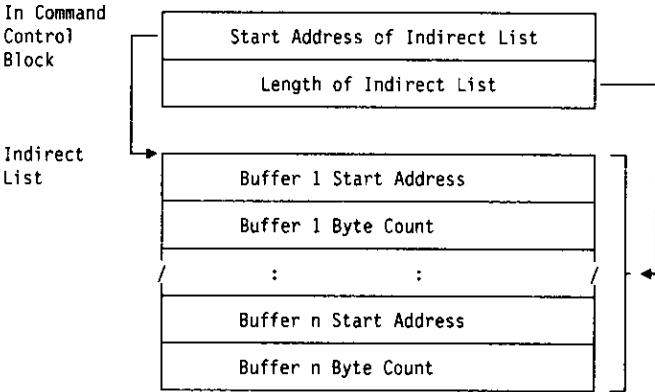 In Command
Control
Block
Start Address of Indirect List
Length of Indirect List
Indirect
List
Buffer 1 Start Address
Buffer 1 Byte Count
/ : : /
Buffer n Start Address
Buffer n Byte Count